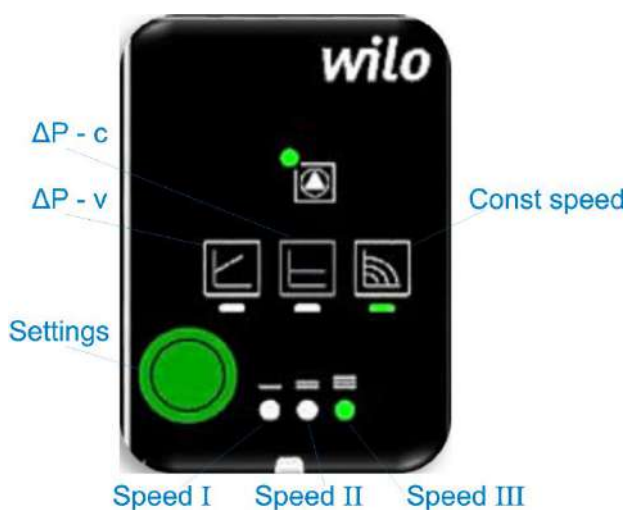 wilo
ΔP - c
ΔP - v
Const speed
Settings
Speed I
Speed II
Speed III